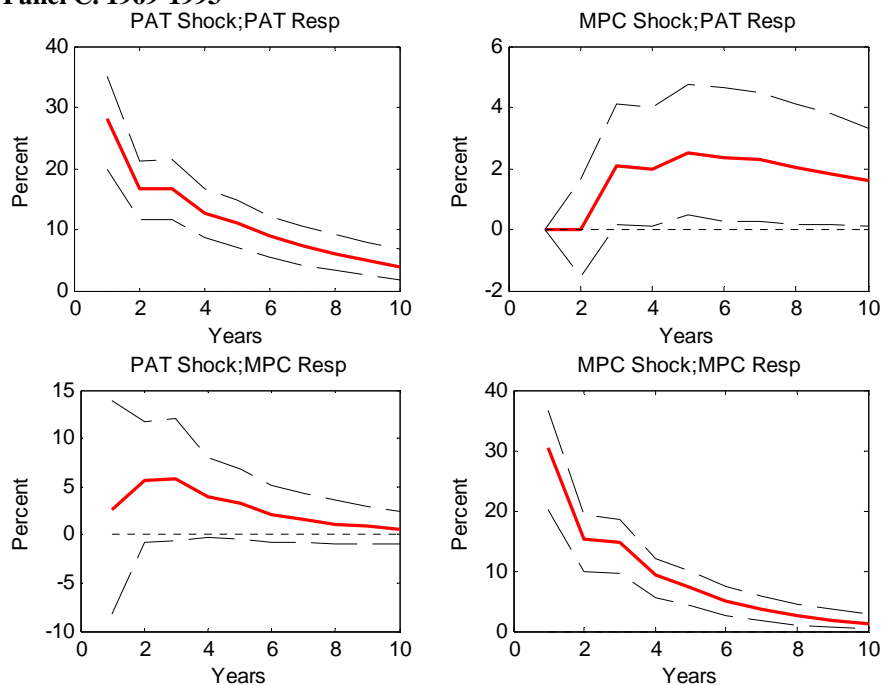 Panel C. 1969-1995
PAT Shock;PAT Resp
40
30
20
10
0
Percent
0 2 4 6 8 10
Years
MPC Shock;PAT Resp
6
4
2
0
-2
Percent
0 2 4 6 8 10
Years
PAT Shock;MPC Resp
15
10
5
0
-5
-10
Percent
0 2 4 6 8 10
Years
MPC Shock;MPC Resp
40
30
20
10
0
Percent
0 2 4 6 8 10
Years